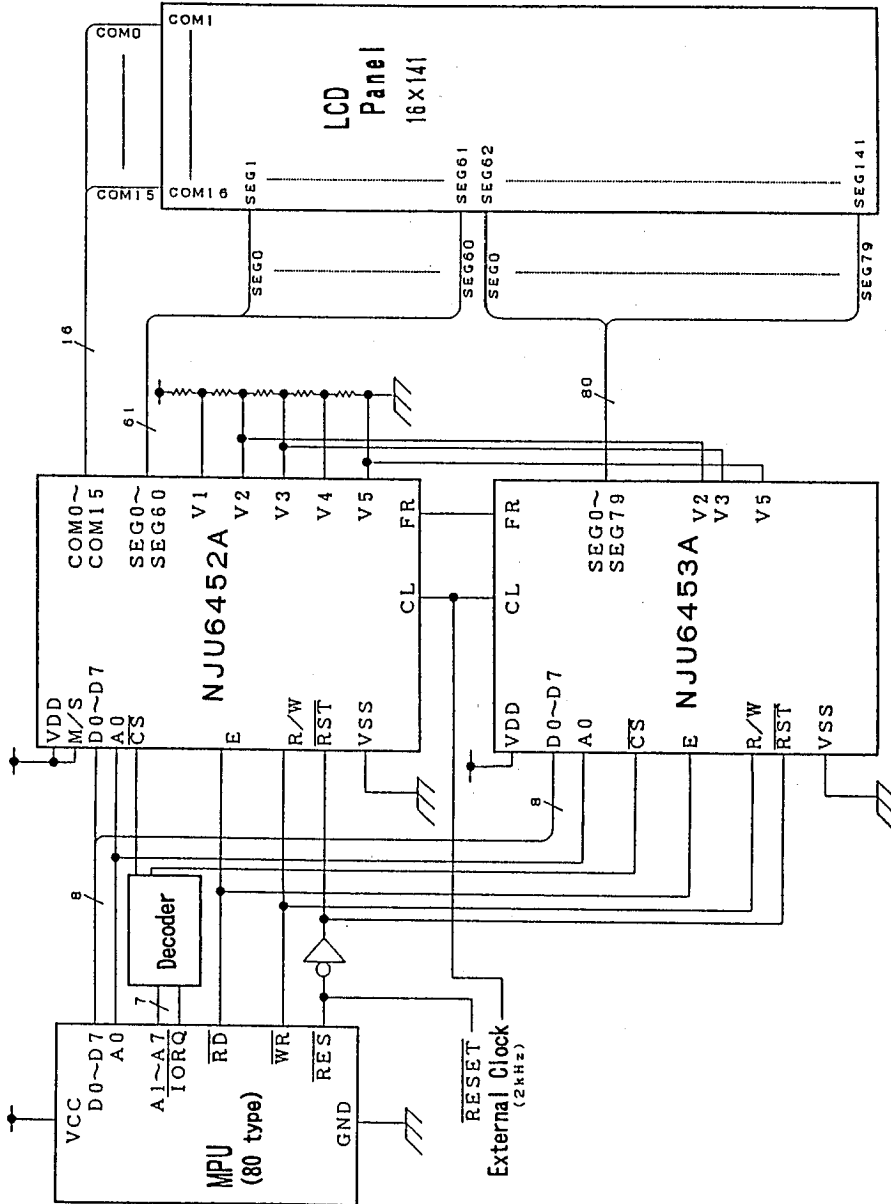 VCC
D0~D7
A0
A1~A7
IORQ
RD
WR
RES
GND
MPU
(80 type)
8
7
Decoder
RESET
External Clock
(2kHz)
VDD
M/S
D0~D7
A0
CS
E
R/W
RST
VSS
NJU6452A
COM0~
COM15
SEG0~
SEG60
V1
V2
V3
V4
V5
CL
FR
16
61
8
VDD
D0~D7
A0
CS
E
R/W
RST
VSS
NJU6453A
CL
FR
SEG0~
SEG79
V2
V3
V5
80
COM0
COM15
SEG0
SEG60
SEG0
SEG79
COM1
COM16
SEG1
SEG61
SEG62
SEG141
LCD
Panel
16×141